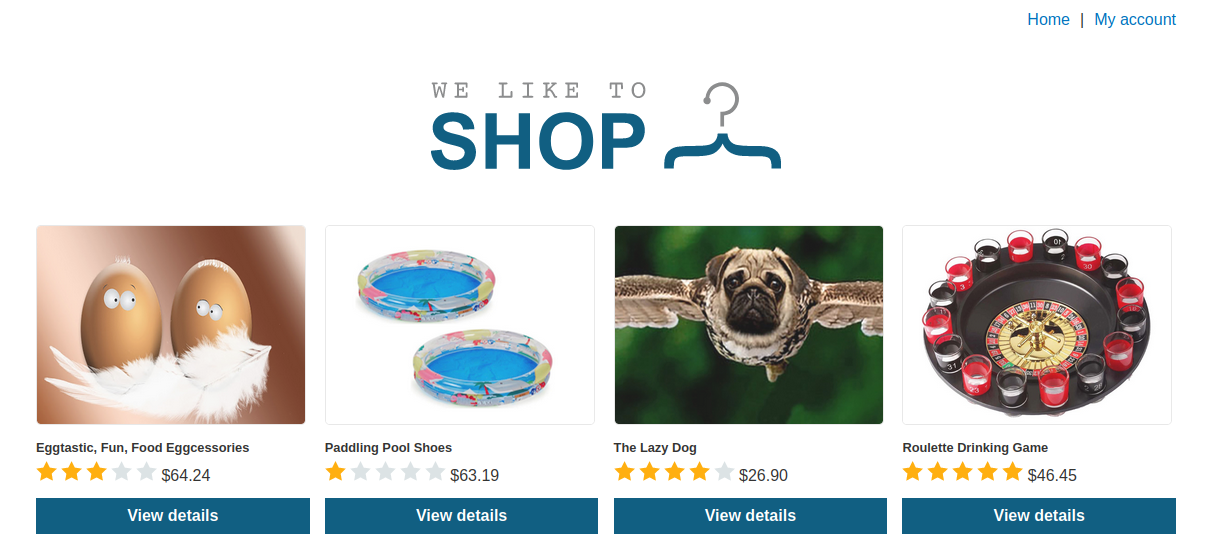 Home | My account
WE LIKE TO
SHOP
Eggtastic, Fun, Food Eggcessories
Paddling Pool Shoes
The Lazy Dog
Roulette Drinking Game
$64.24
$63.19
$26.90
$46.45
View details
View details
View details
View details